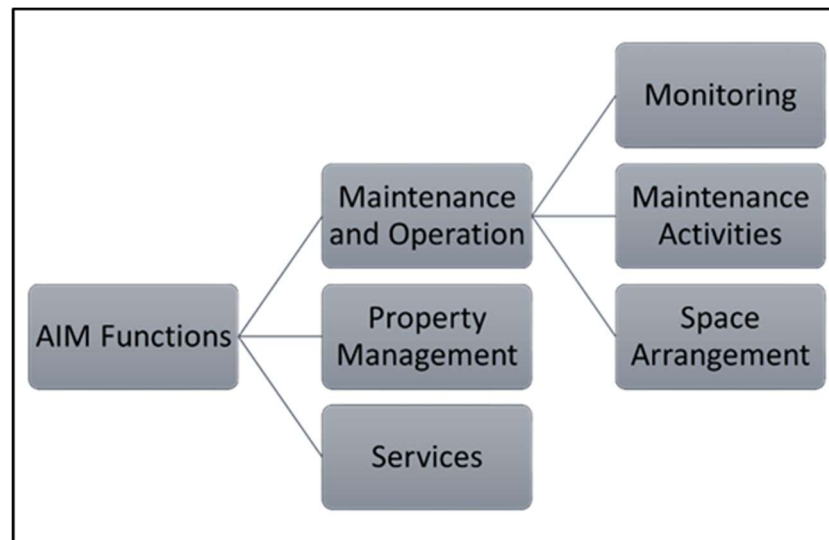 AIM Functions
Maintenance
and Operation
Property
Management
Services
Monitoring
Maintenance
Activities
Space
Arrangement